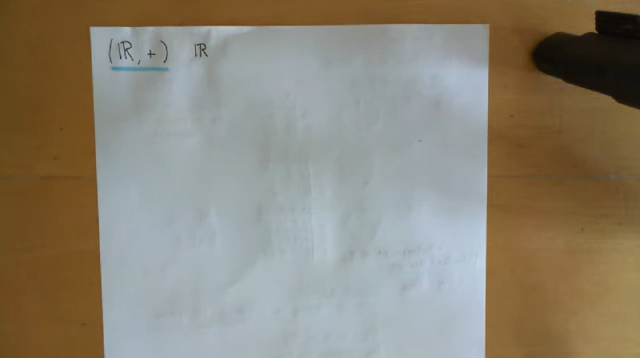 (ℝ, +) ℝ